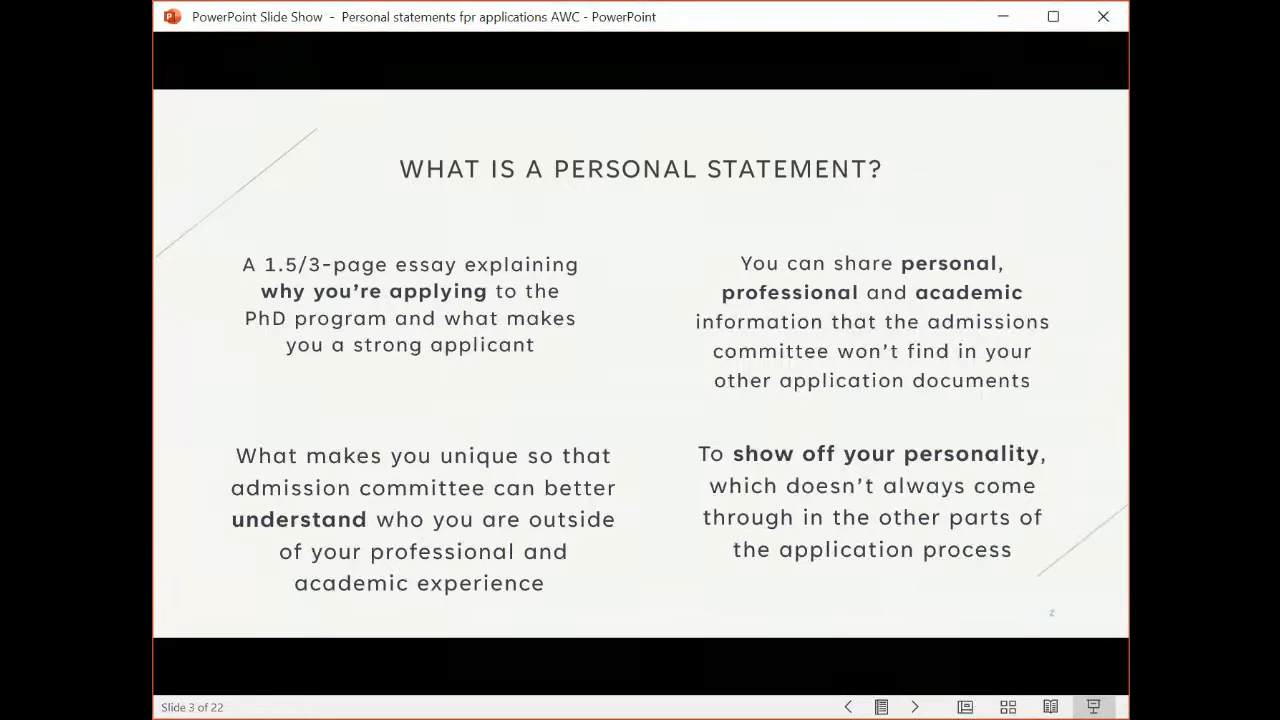 PowerPoint Slide Show - Personal statements fpr applications AWC - PowerPoint
WHAT IS A PERSONAL STATEMENT?
A 1.5/3-page essay explaining
why you're applying to the
PhD program and what makes
you a strong applicant
You can share personal,
professional and academic
information that the admissions
committee won't find in your
other application documents
What makes you unique so that
admission committee can better
understand who you are outside
of your professional and
academic experience
To show off your personality,
which doesn't always come
through in the other parts of
the application process
Slide 3 of 22